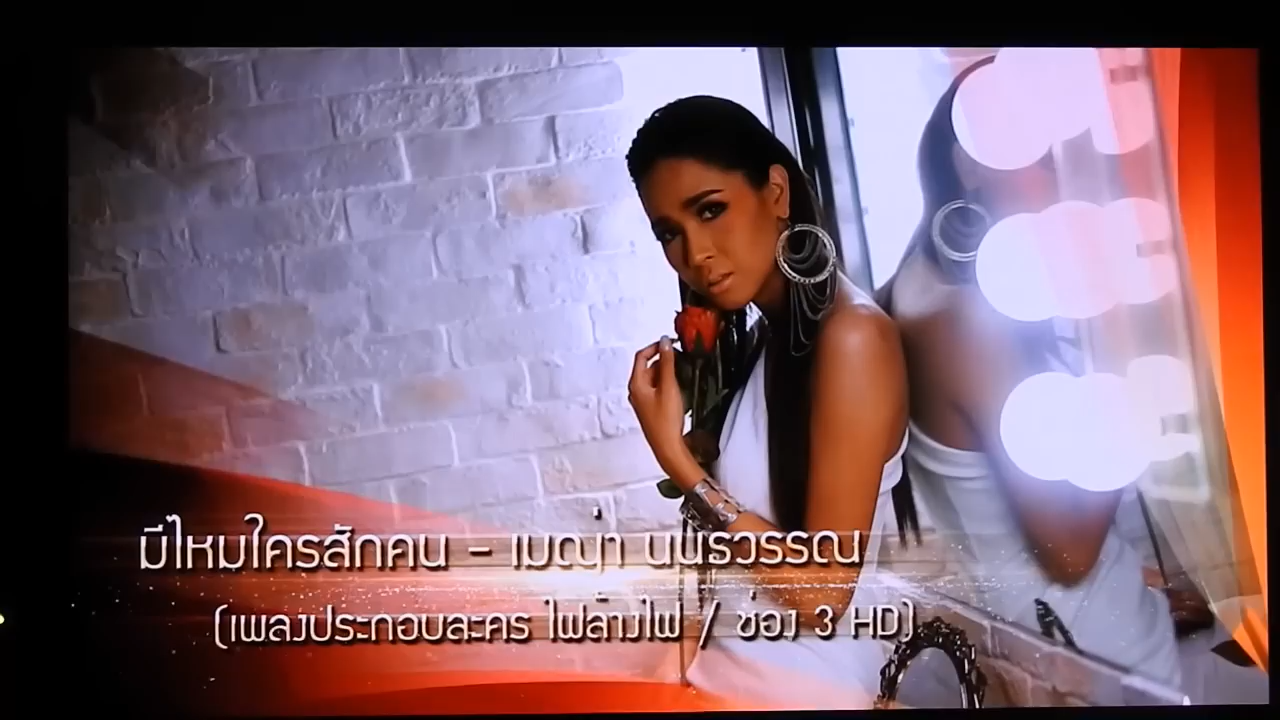 มีไหมใครสักคน - เมญ่า นนธวรรณ
(เพลงประกอบละคร ไฟล้างไฟ / ช่อง 3 HD)